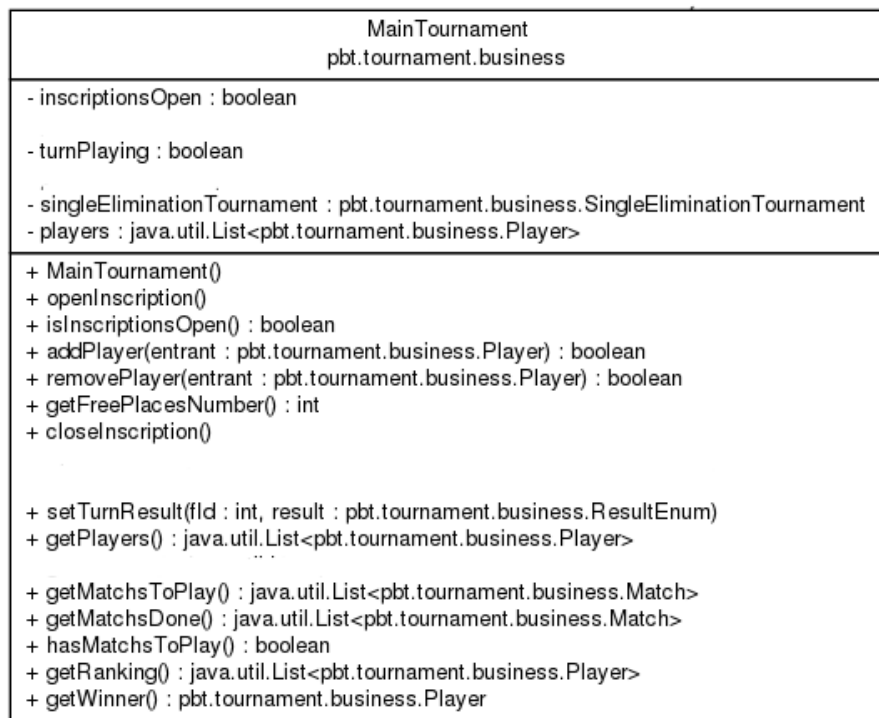 MainTournament
pbt.tournament.business
- inscriptionsOpen : boolean
- turnPlaying : boolean
- singleEliminationTournament : pbt.tournament.business.SingleEliminationTournament
- players : java.util.List<pbt.tournament.business.Player>
+ MainTournament()
+ openInscription()
+ isInscriptionsOpen() : boolean
+ addPlayer(entrant : pbt.tournament.business.Player) : boolean
+ removePlayer(entrant : pbt.tournament.business.Player) : boolean
+ getFreePlacesNumber() : int
+ closeInscription()
+ setTurnResult(fId : int, result : pbt.tournament.business.ResultEnum)
+ getPlayers() : java.util.List<pbt.tournament.business.Player>
+ getMatchsToPlay() : java.util.List<pbt.tournament.business.Match>
+ getMatchsDone() : java.util.List<pbt.tournament.business.Match>
+ hasMatchsToPlay() : boolean
+ getRanking() : java.util.List<pbt.tournament.business.Player>
+ getWinner() : pbt.tournament.business.Player